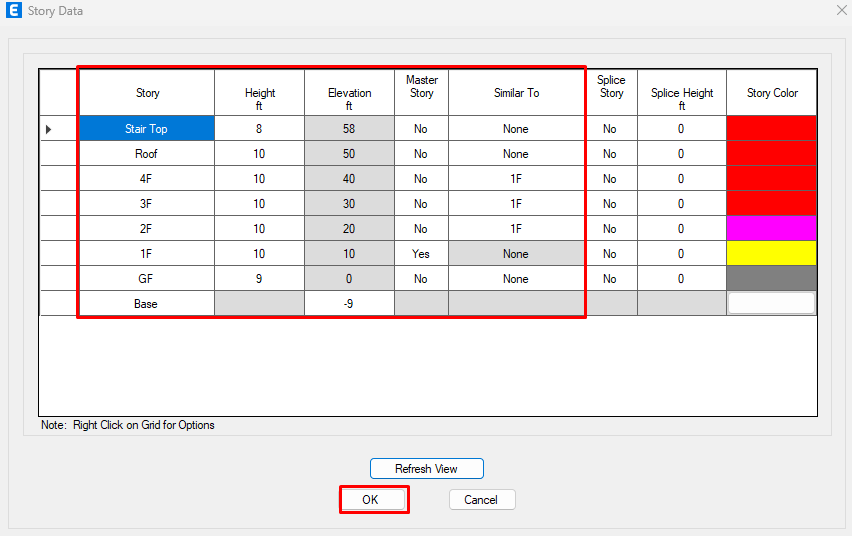 Story Data
Story Height ft Elevation ft Master Story Similar To Splice Story Splice Height ft Story Color
Stair Top 8 58 No None No 0
Roof 10 50 No None No 0
4F 10 40 No 1F No 0
3F 10 30 No 1F No 0
2F 10 20 No 1F No 0
1F 10 10 Yes None No 0
GF 9 0 No None No 0
Base -9
Note: Right Click on Grid for Options
Refresh View
OK Cancel